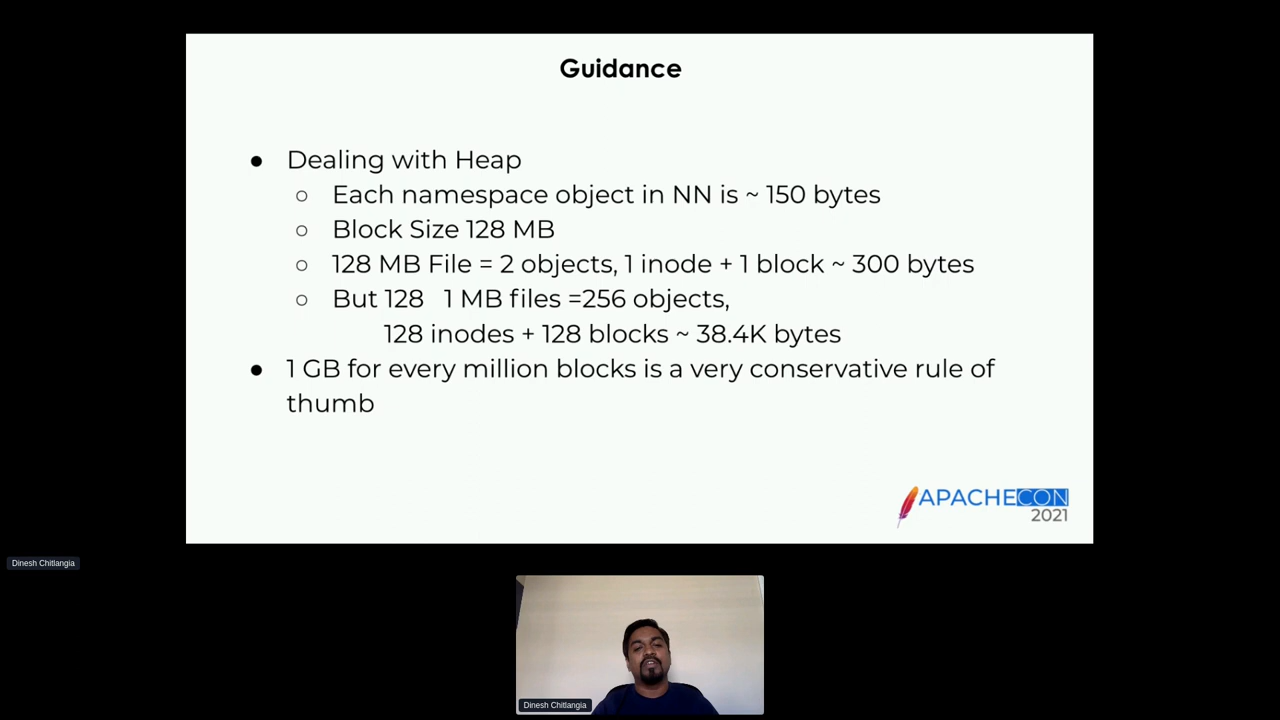 Guidance
● Dealing with Heap
○ Each namespace object in NN is ~ 150 bytes
○ Block Size 128 MB
○ 128 MB File = 2 objects, 1 inode + 1 block ~ 300 bytes
○ But 128 1 MB files =256 objects,
128 inodes + 128 blocks ~ 38.4K bytes
● 1 GB for every million blocks is a very conservative rule of
thumb
APACHECON
2021
Dinesh Chitlangia
Dinesh Chitlangia